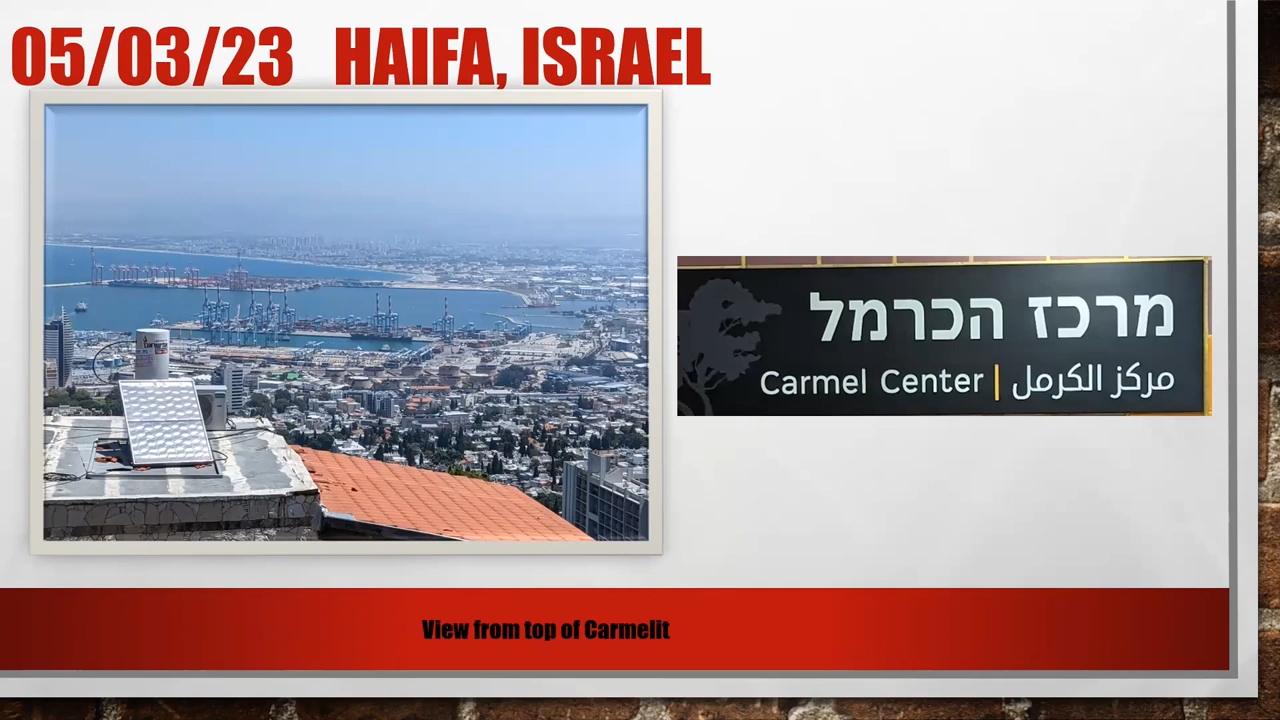 05/03/23 HAIFA, ISRAEL
מרכז הכרמל
Carmel Center | مركز الكرمل
View from top of Carmelit